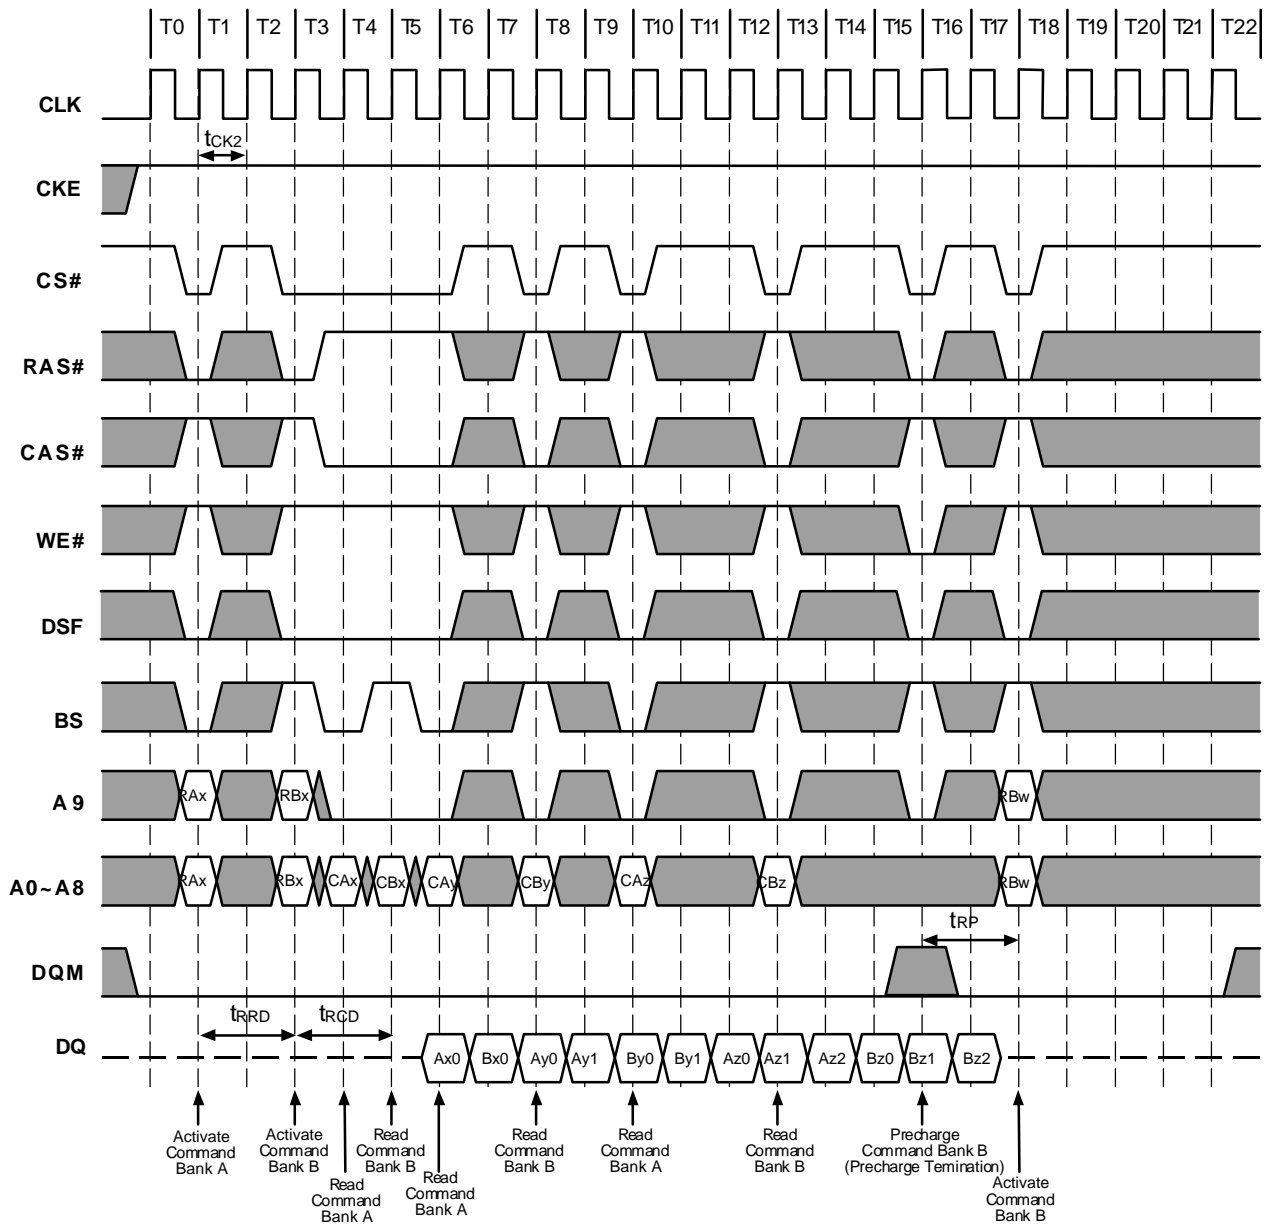 T0 T1 T2 T3 T4 T5 T6 T7 T8 T9 T10 T11 T12 T13 T14 T15 T16 T17 T18 T19 T20 T21 T22
CLK
tCK2
CKE
CS#
RAS#
CAS#
WE#
DSF
BS
A9
RAx RBx RBw
A0~A8
RAx RBx CAx CBx CAy CBy CAz CBz RBw
tRP
DQM
tRRD tRCD
DQ
Ax0 Bx0 Ay0 Ay1 By0 By1 Az0 Az1 Az2 Bz0 Bz1 Bz2
Activate
Command
Bank A
Activate
Command
Bank B
Read
Command
Bank A
Read
Command
Bank B
Read
Command
Bank A
Read
Command
Bank B
Read
Command
Bank A
Read
Command
Bank B
Precharge
Command Bank B
(Precharge Temination)
Activate
Command
Bank B